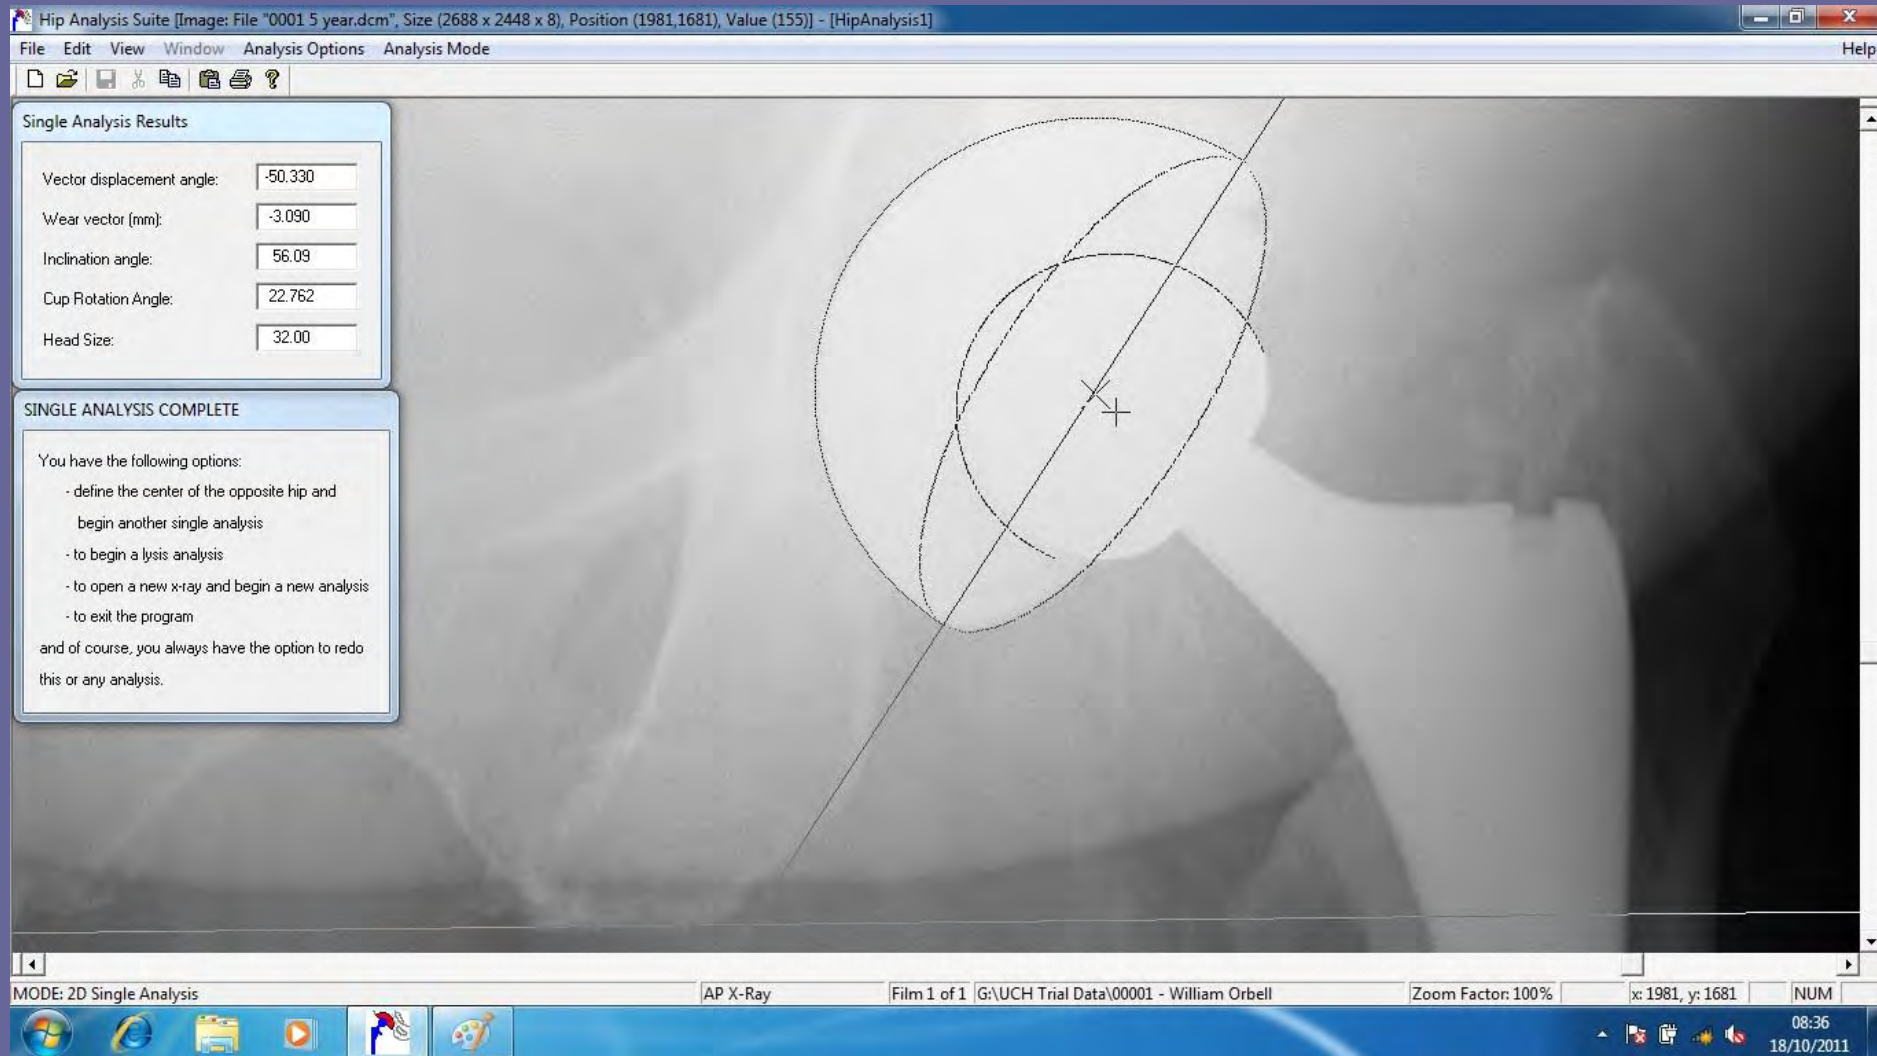 Hip Analysis Suite [[Image: File "0001 5 year.dcm", Size (2688 x 2448 x 8), Position (1981,1681), Value (155)] - [HipAnalysis1]
File Edit View Window Analysis Options Analysis Mode Help
Single Analysis Results
Vector displacement angle: -50.330
Wear vector (mm): -3.090
Inclination angle: 56.09
Cup Rotation Angle: 22.762
Head Size: 32.00
SINGLE ANALYSIS COMPLETE
You have the following options:
- define the center of the opposite hip and
begin another single analysis
- to begin a lysis analysis
- to open a new x-ray and begin a new analysis
- to exit the program
and of course, you always have the option to redo
this or any analysis.
MODE: 2D Single Analysis AP X-Ray Film 1 of 1 G:\UCH Trial Data\00001 - William Orbell Zoom Factor: 100% x: 1981, y: 1681 NUM
08:36
18/10/2011